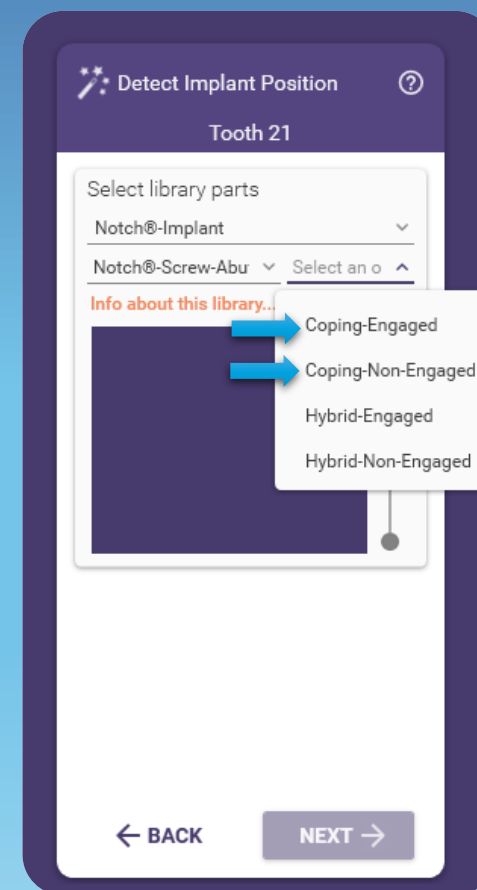 Detect Implant Position
Tooth 21
Select library parts
Notch®-Implant
Notch®-Screw-Abu Select an o
Info about this library...
Coping-Engaged
Coping-Non-Engaged
Hybrid-Engaged
Hybrid-Non-Engaged
BACK NEXT